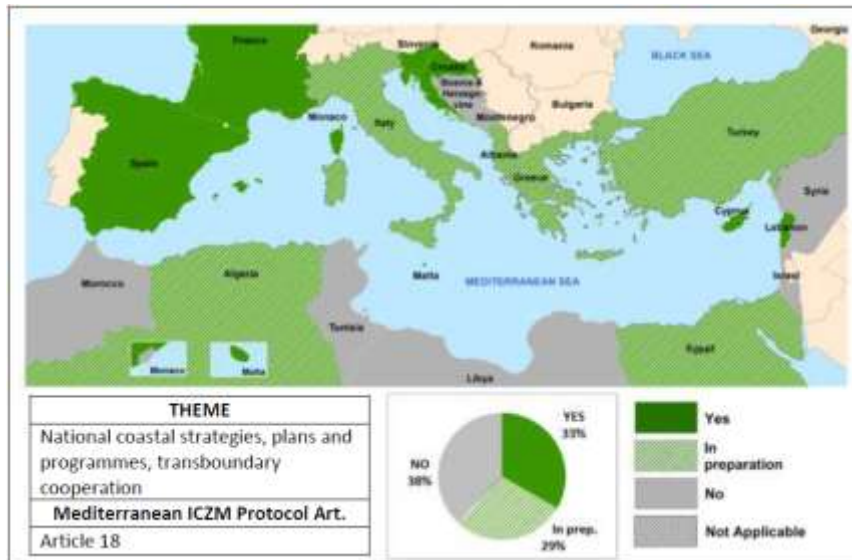 France
Slovenia
Romania
Georgia
BLACK SEA
Croatia
Bosnia &
Herzego-
vina
Monaco
Italy
Montenegro
Bulgaria
Spain
Albania
Greece
Turkey
Cyprus
Syria
Lebanon
Israel
Malta
MEDITERRANEAN SEA
Morocco
Algeria
Tunisia
Libya
Egypt
Monaco
Malta
THEME
National coastal strategies, plans and
programmes, transboundary
cooperation
Mediterranean ICZM Protocol Art.
Article 18
YES
33%
NO
38%
In prep.
29%
Yes
In
preparation
No
Not Applicable